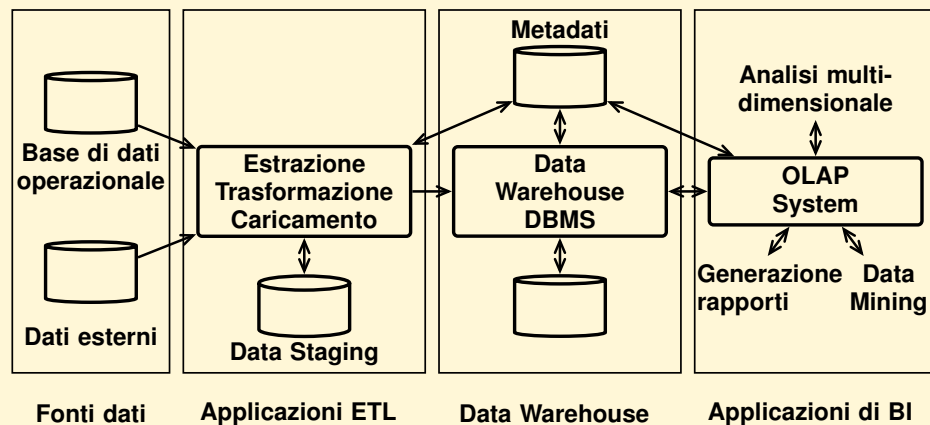 Base di dati
operazionale
Dati esterni
Fonti dati
Estrazione
Trasformazione
Caricamento
Data Staging
Applicazioni ETL
Metadati
Data
Warehouse
DBMS
Data Warehouse
Analisi multi-
dimensionale
OLAP
System
Generazione
rapporti
Data
Mining
Applicazioni di BI